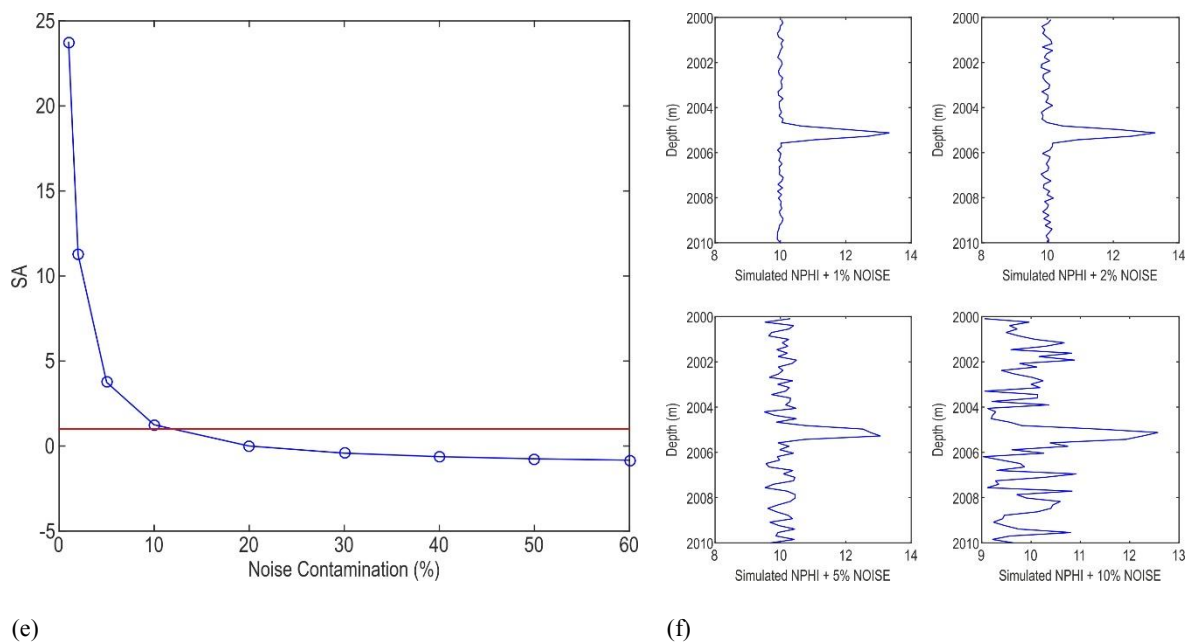 25
20
15
10
5
0
-5
SA
0 10 20 30 40 50 60
Noise Contamination (%)
(e)
2000
2002
2004
2006
2008
2010
Depth (m)
10 12 14
Simulated NPHI + 1% NOISE
2000
2002
2004
2006
2008
2010
Depth (m)
10 12 14
Simulated NPHI + 2% NOISE
2000
2002
2004
2006
2008
2010
Depth (m)
8 10 12 14
Simulated NPHI + 5% NOISE
2000
2002
2004
2006
2008
2010
Depth (m)
9 10 11 12 13
Simulated NPHI + 10% NOISE
(f)